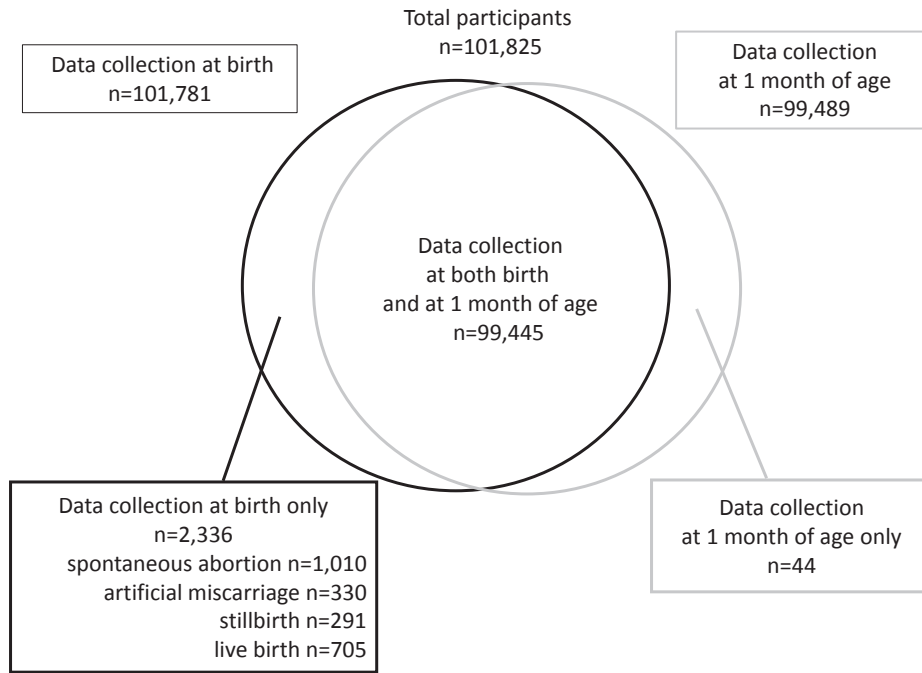 Total participants
n=101,825
Data collection at birth
n=101,781
Data collection
at 1 month of age
n=99,489
Data collection
at both birth
and at 1 month of age
n=99,445
Data collection at birth only
n=2,336
spontaneous abortion n=1,010
artificial miscarriage n=330
stillbirth n=291
live birth n=705
Data collection
at 1 month of age only
n=44